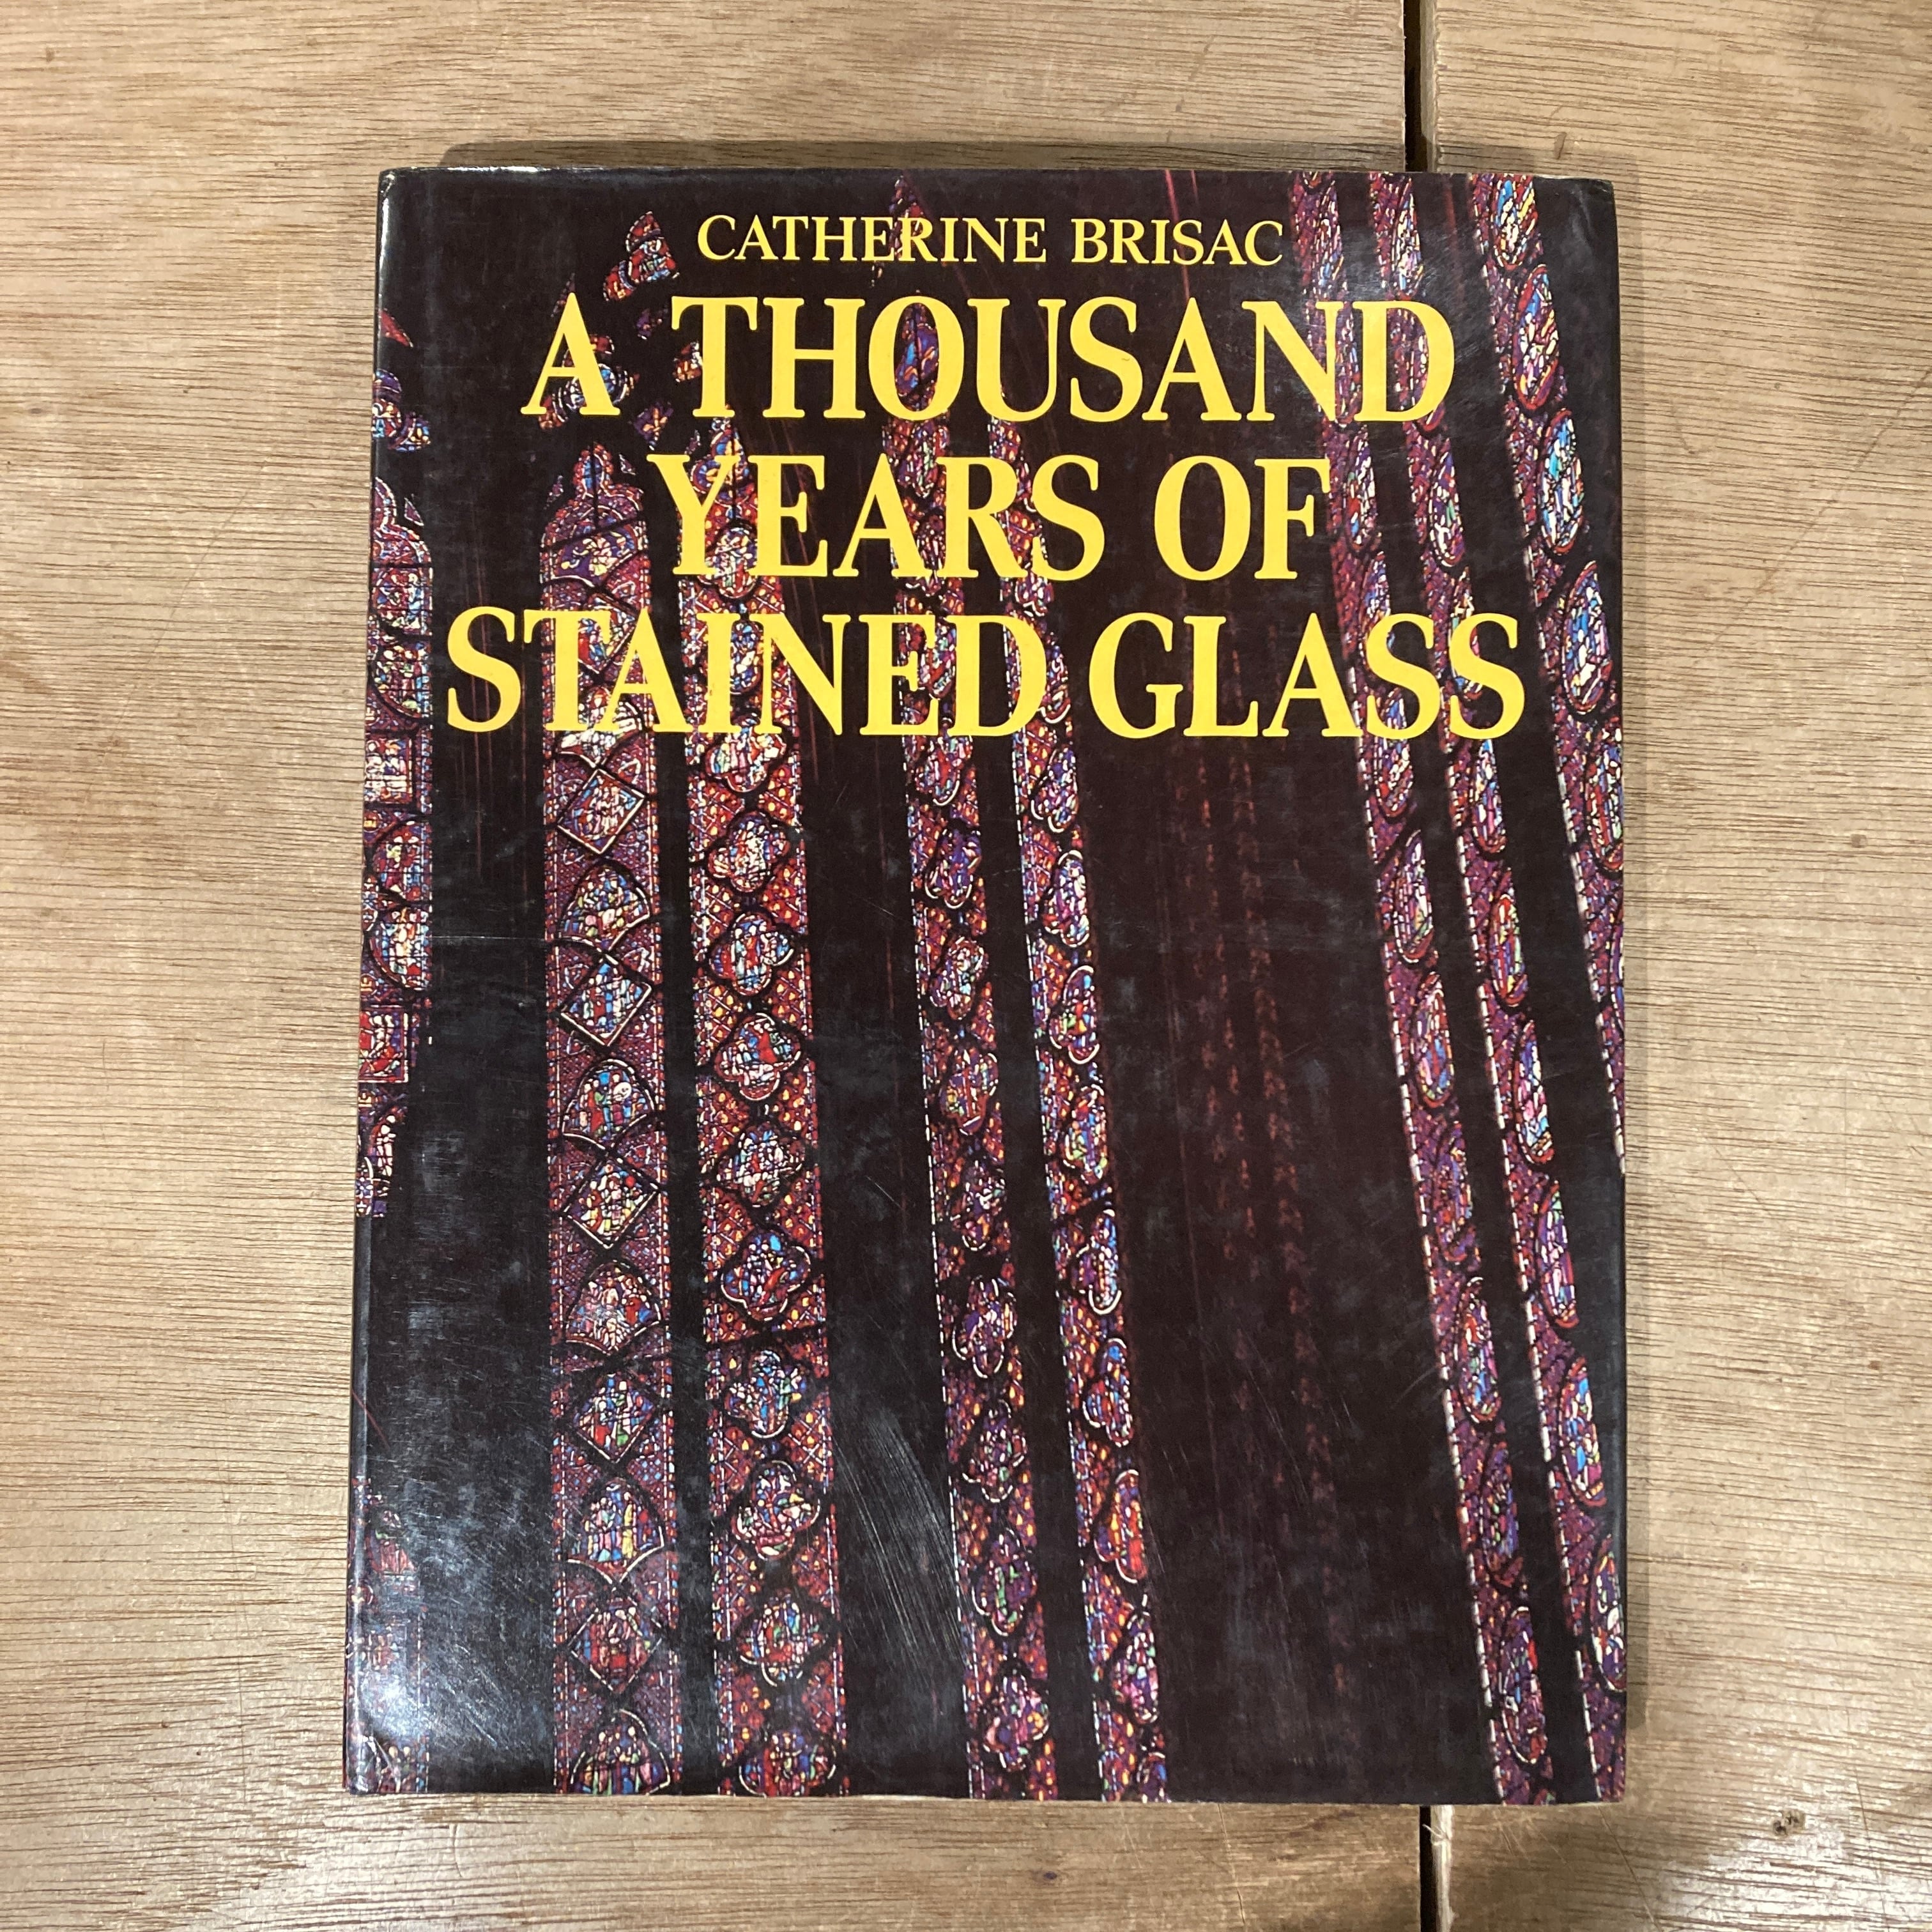 CATHERINE BRISAC
A THOUSAND
YEARS OF
STAINED GLASS